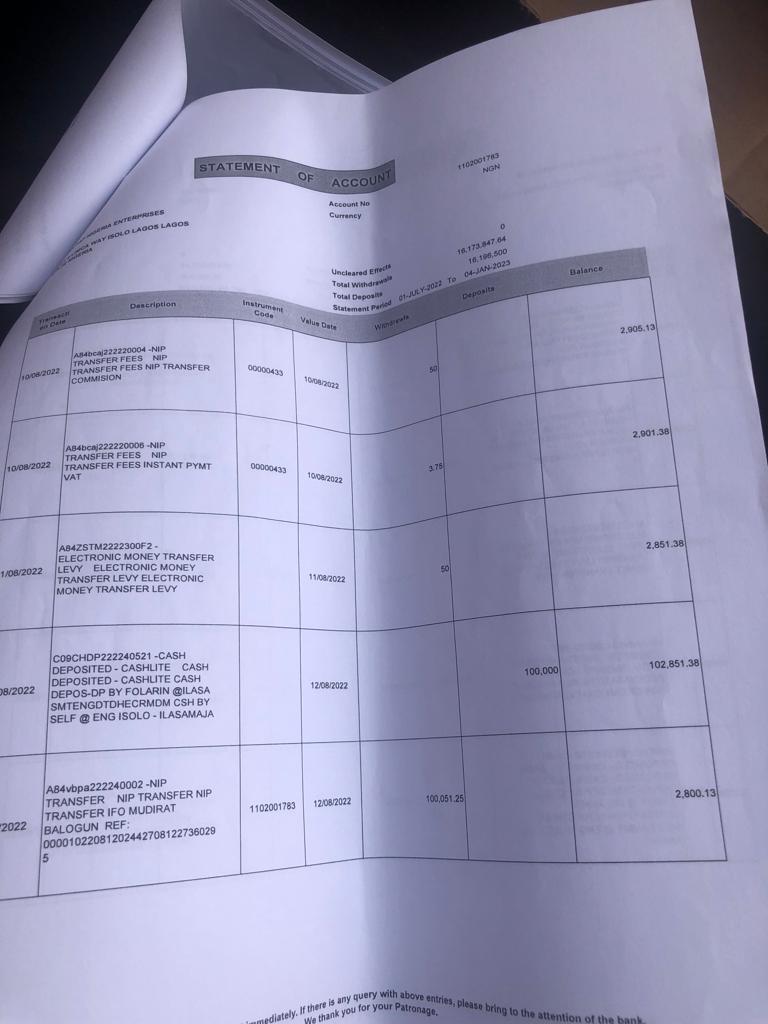 STATEMENT OF ACCOUNT
1102001783
NGN
Account No
Currency
ENTERPRISES
WAY ISOLO LAGOS LAGOS
0
Uncleared Effects
16,173,847.64
Total Withdrawals
16,196,500
Total Deposits
Statement Period 01-JULY-2022 To 04-JAN-2023
Transacti
on Date
Description
Instrument
Code
Value Date
Withdrawals
Deposits
Balance
10/08/2022
A84bcaj222220004 -NIP
TRANSFER FEES NIP
TRANSFER FEES NIP TRANSFER
COMMISION
00000433
10/08/2022
50
2,905.13
10/08/2022
A84bcaj222220006 -NIP
TRANSFER FEES NIP
TRANSFER FEES INSTANT PYMT
VAT
00000433
10/08/2022
3.75
2,901.38
1/08/2022
A84ZSTM2222300F2 -
ELECTRONIC MONEY TRANSFER
LEVY ELECTRONIC MONEY
TRANSFER LEVY ELECTRONIC
MONEY TRANSFER LEVY
11/08/2022
50
2,851.38
08/2022
C09CHDP222240521 -CASH
DEPOSITED - CASHLITE CASH
DEPOSITED - CASHLITE CASH
DEPOS-DP BY FOLARIN @ILASA
SMTENGDTDHECRMDM CSH BY
SELF @ ENG ISOLO - ILASAMAJA
12/08/2022
100,000
102,851.38
2022
A84vbpa222240002 -NIP
TRANSFER NIP TRANSFER NIP
TRANSFER IFO MUDIRAT
BALOGUN REF:
00001022081202442708122736029
5
1102001783
12/08/2022
100,051.25
2,800.13
mmediately. If there is any query with above entries, please bring to the attention of the bank.
We thank you for your Patronage.